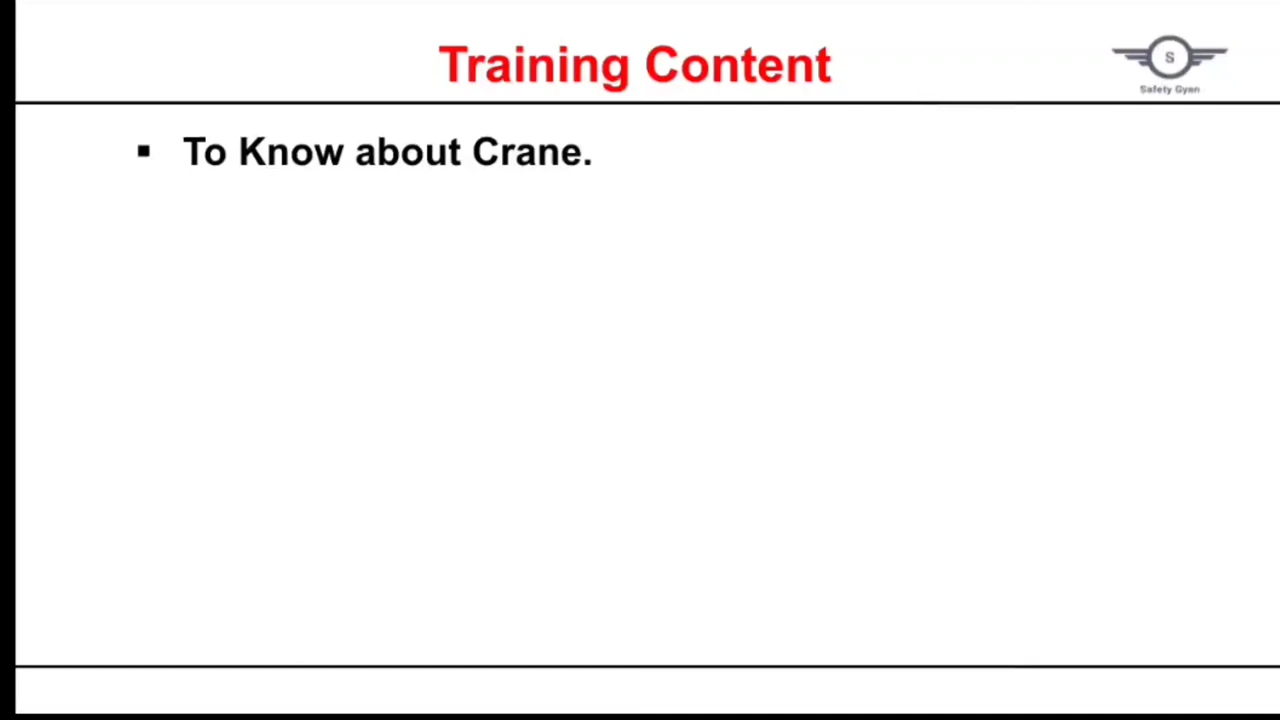 Training Content
S
Safety Gyan
▪ To Know about Crane.